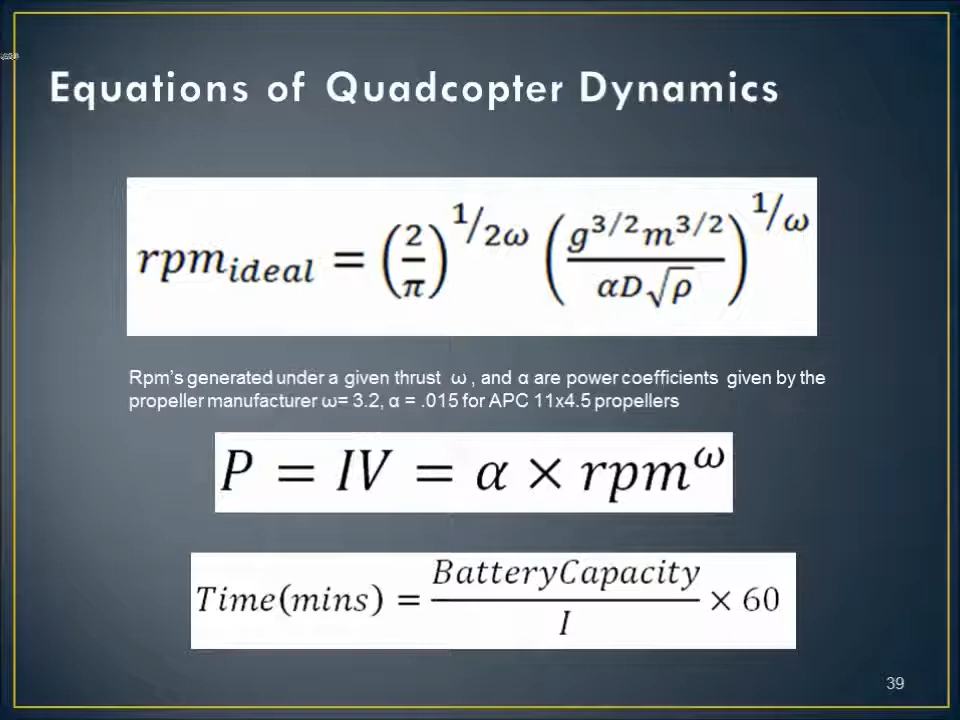 Equations of Quadcopter Dynamics
rpm_ideal = (2/π)^(1/2ω) (g^(3/2) m^(3/2) / αD√ρ)^(1/ω)
Rpm's generated under a given thrust ω , and α are power coefficients given by the
propeller manufacturer ω= 3.2, α = .015 for APC 11x4.5 propellers
P = IV = α × rpm^ω
Time(mins) = BatteryCapacity / I × 60
39